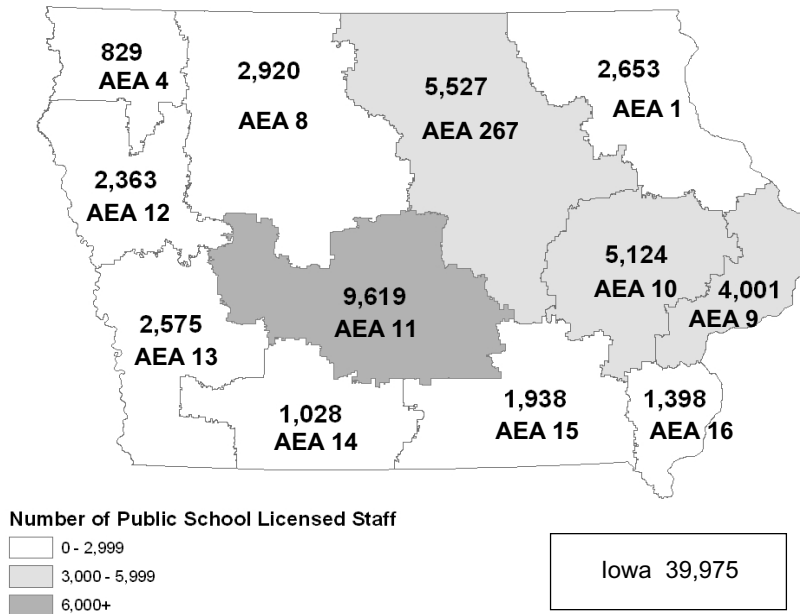 829
AEA 4
2,920
AEA 8
5,527
AEA 267
2,653
AEA 1
2,363
AEA 12
5,124
AEA 10
4,001
AEA 9
9,619
AEA 11
2,575
AEA 13
1,028
AEA 14
1,938
AEA 15
1,398
AEA 16
Number of Public School Licensed Staff
0 - 2,999
3,000 - 5,999
6,000+
Iowa 39,975